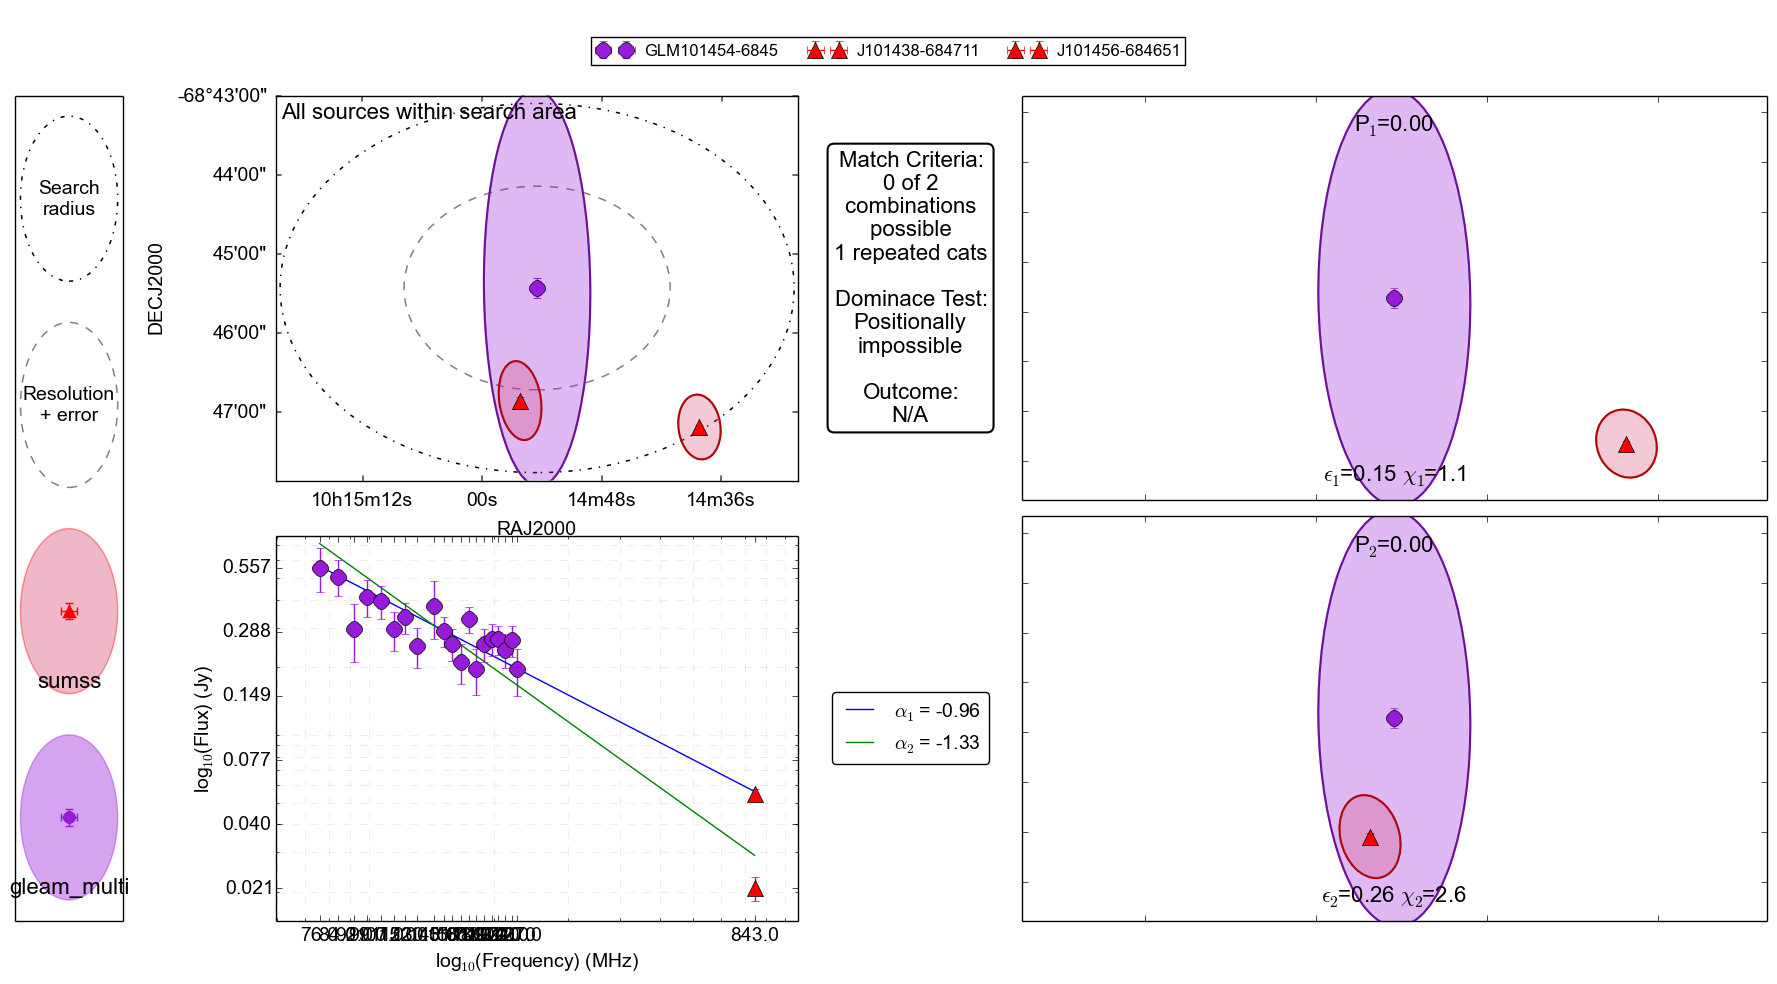 GLM101454-6845 J101438-684711 J101456-684651
Search
radius
Resolution
+ error
sumss
gleam_multi
All sources within search area
DECJ2000
-68°43'00"
44'00"
45'00"
46'00"
47'00"
10h15m12s 00s 14m48s 14m36s
RAJ2000
Match Criteria:
0 of 2
combinations
possible
1 repeated cats
Dominace Test:
Positionally
impossible
Outcome:
N/A
P₁=0.00
ϵ₁=0.15 χ₁=1.1
log₁₀(Flux) (Jy)
0.557
0.288
0.149
0.077
0.040
0.021
843.0
log₁₀(Frequency) (MHz)
α₁ = -0.96
α₂ = -1.33
P₂=0.00
ϵ₂=0.26 χ₂=2.6